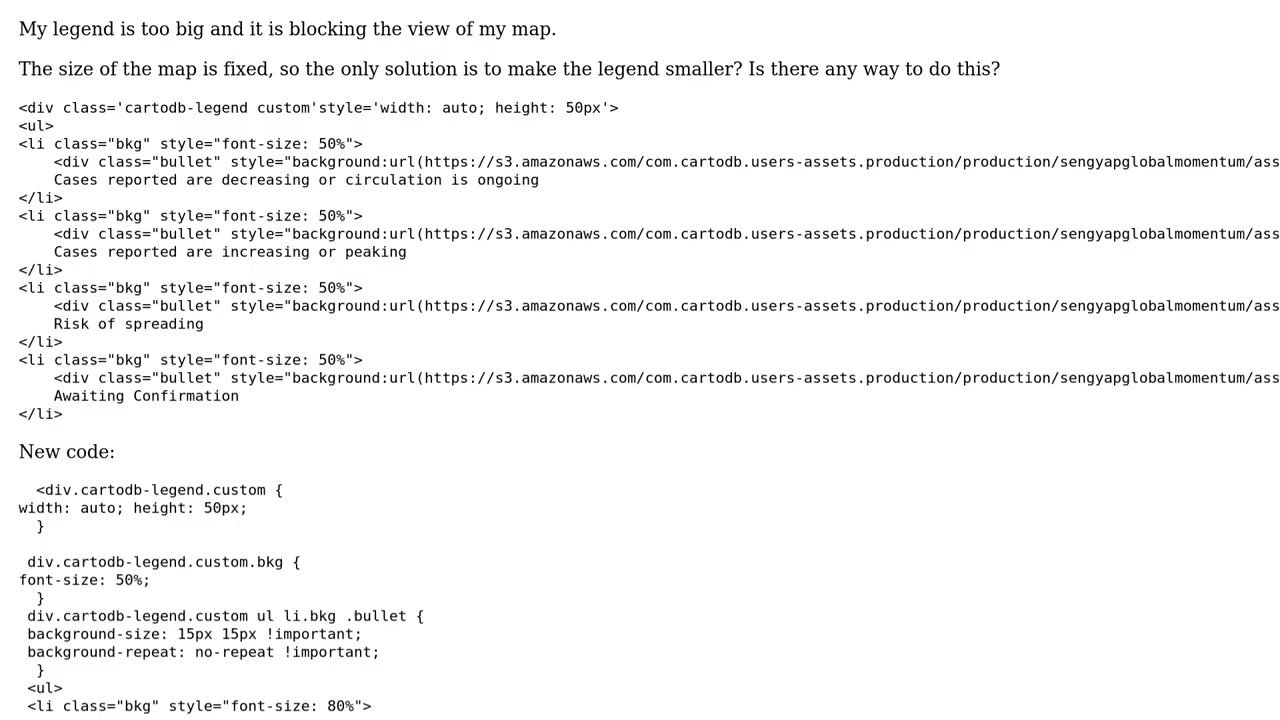 My legend is too big and it is blocking the view of my map.
The size of the map is fixed, so the only solution is to make the legend smaller? Is there any way to do this?
<div class='cartodb-legend custom'style='width: auto; height: 50px'>
<ul>
<li class="bkg" style="font-size: 50%">
    <div class="bullet" style="background:url(https://s3.amazonaws.com/com.cartodb.users-assets.production/production/sengyapglobalmomentum/ass
    Cases reported are decreasing or circulation is ongoing
</li>
<li class="bkg" style="font-size: 50%">
    <div class="bullet" style="background:url(https://s3.amazonaws.com/com.cartodb.users-assets.production/production/sengyapglobalmomentum/ass
    Cases reported are increasing or peaking
</li>
<li class="bkg" style="font-size: 50%">
    <div class="bullet" style="background:url(https://s3.amazonaws.com/com.cartodb.users-assets.production/production/sengyapglobalmomentum/ass
    Risk of spreading
</li>
<li class="bkg" style="font-size: 50%">
    <div class="bullet" style="background:url(https://s3.amazonaws.com/com.cartodb.users-assets.production/production/sengyapglobalmomentum/ass
    Awaiting Confirmation
</li>
New code:
  <div.cartodb-legend.custom {
width: auto; height: 50px;
  }
 div.cartodb-legend.custom.bkg {
font-size: 50%;
  }
 div.cartodb-legend.custom ul li.bkg .bullet {
 background-size: 15px 15px !important;
 background-repeat: no-repeat !important;
  }
 <ul>
 <li class="bkg" style="font-size: 80%">